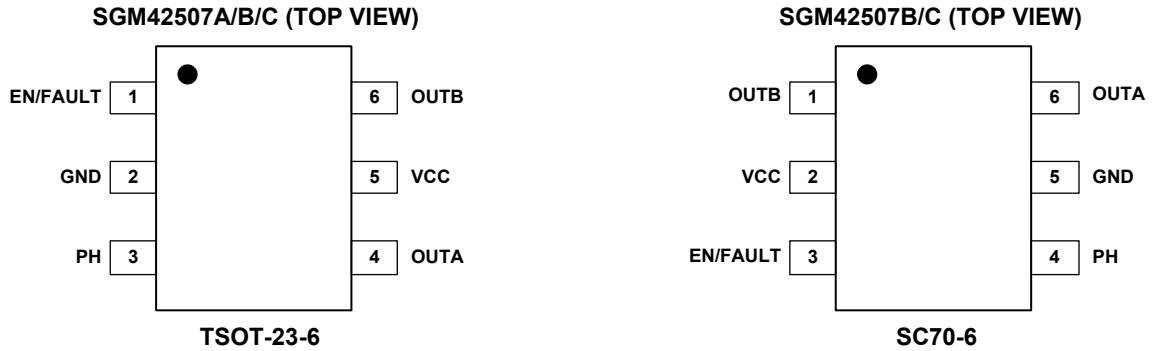 SGM42507A/B/C (TOP VIEW)
EN/FAULT 1
6 OUTB
GND 2
5 VCC
PH 3
4 OUTA
TSOT-23-6
SGM42507B/C (TOP VIEW)
OUTB 1
6 OUTA
VCC 2
5 GND
EN/FAULT 3
4 PH
SC70-6